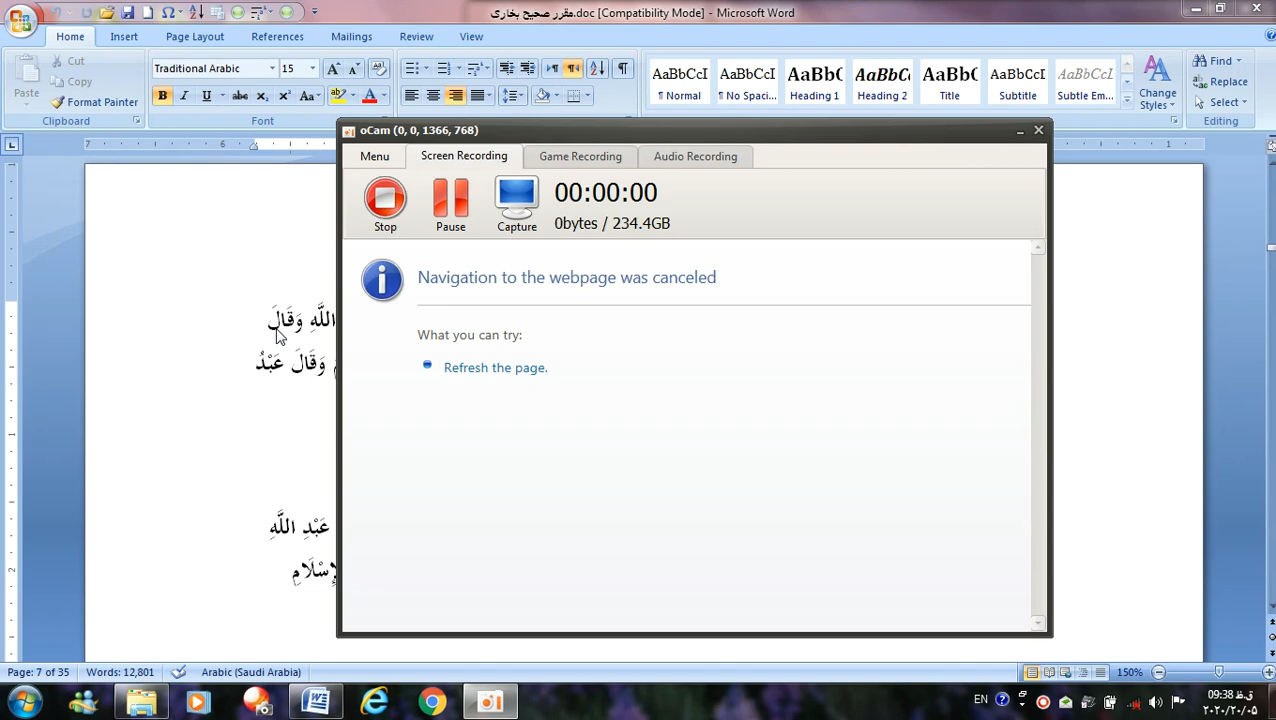 مقرر صحيح بخاري.doc [Compatibility Mode] - Microsoft Word
Home Insert Page Layout References Mailings Review View
Paste
Cut
Copy
Format Painter
Clipboard
Traditional Arabic 15
Font
AaBbCcI AaBbCcI AaBbC AaBbCc AaBbC AaBbCcI AaBbCcI
¶ Normal ¶ No Spaci... Heading 1 Heading 2 Title Subtitle Subtle Em...
Change Styles
Find
Replace
Select
Editing
oCam (0, 0, 1366, 768)
Menu Screen Recording Game Recording Audio Recording
Stop Pause Capture
00:00:00
0bytes / 234.4GB
Navigation to the webpage was canceled
What you can try:
Refresh the page.
اللَّهِ وَقَالَ
وَقَالَ عَبْدُ
عَبْدِ اللَّهِ
Page: 7 of 35 Words: 12,801 Arabic (Saudi Arabia) 150%
EN
09:38 ق.ظ
۲۰۲۰/۲۰/۰۵